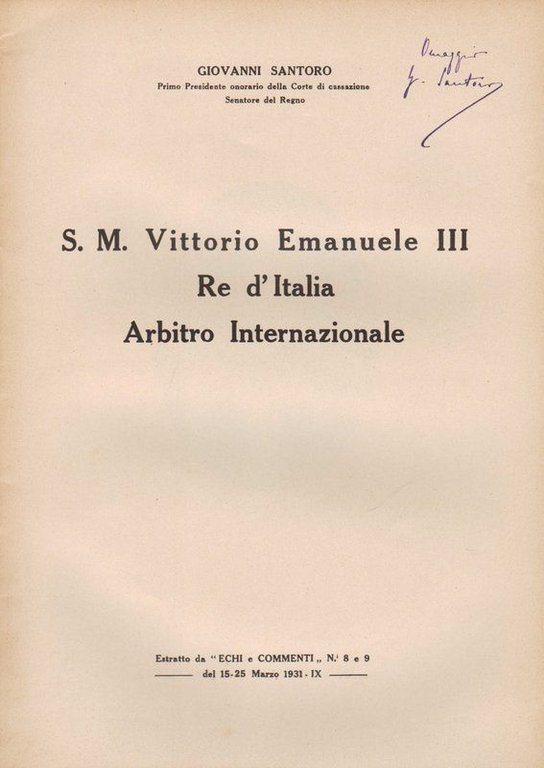 GIOVANNI SANTORO
Primo Presidente onorario della Corte di cassazione
Senatore del Regno
Omaggio
G. Santoro
S. M. Vittorio Emanuele III
Re d'Italia
Arbitro Internazionale
Estratto da "ECHI e COMMENTI„ N.ⁱ 8 e 9
del 15-25 Marzo 1931 - IX